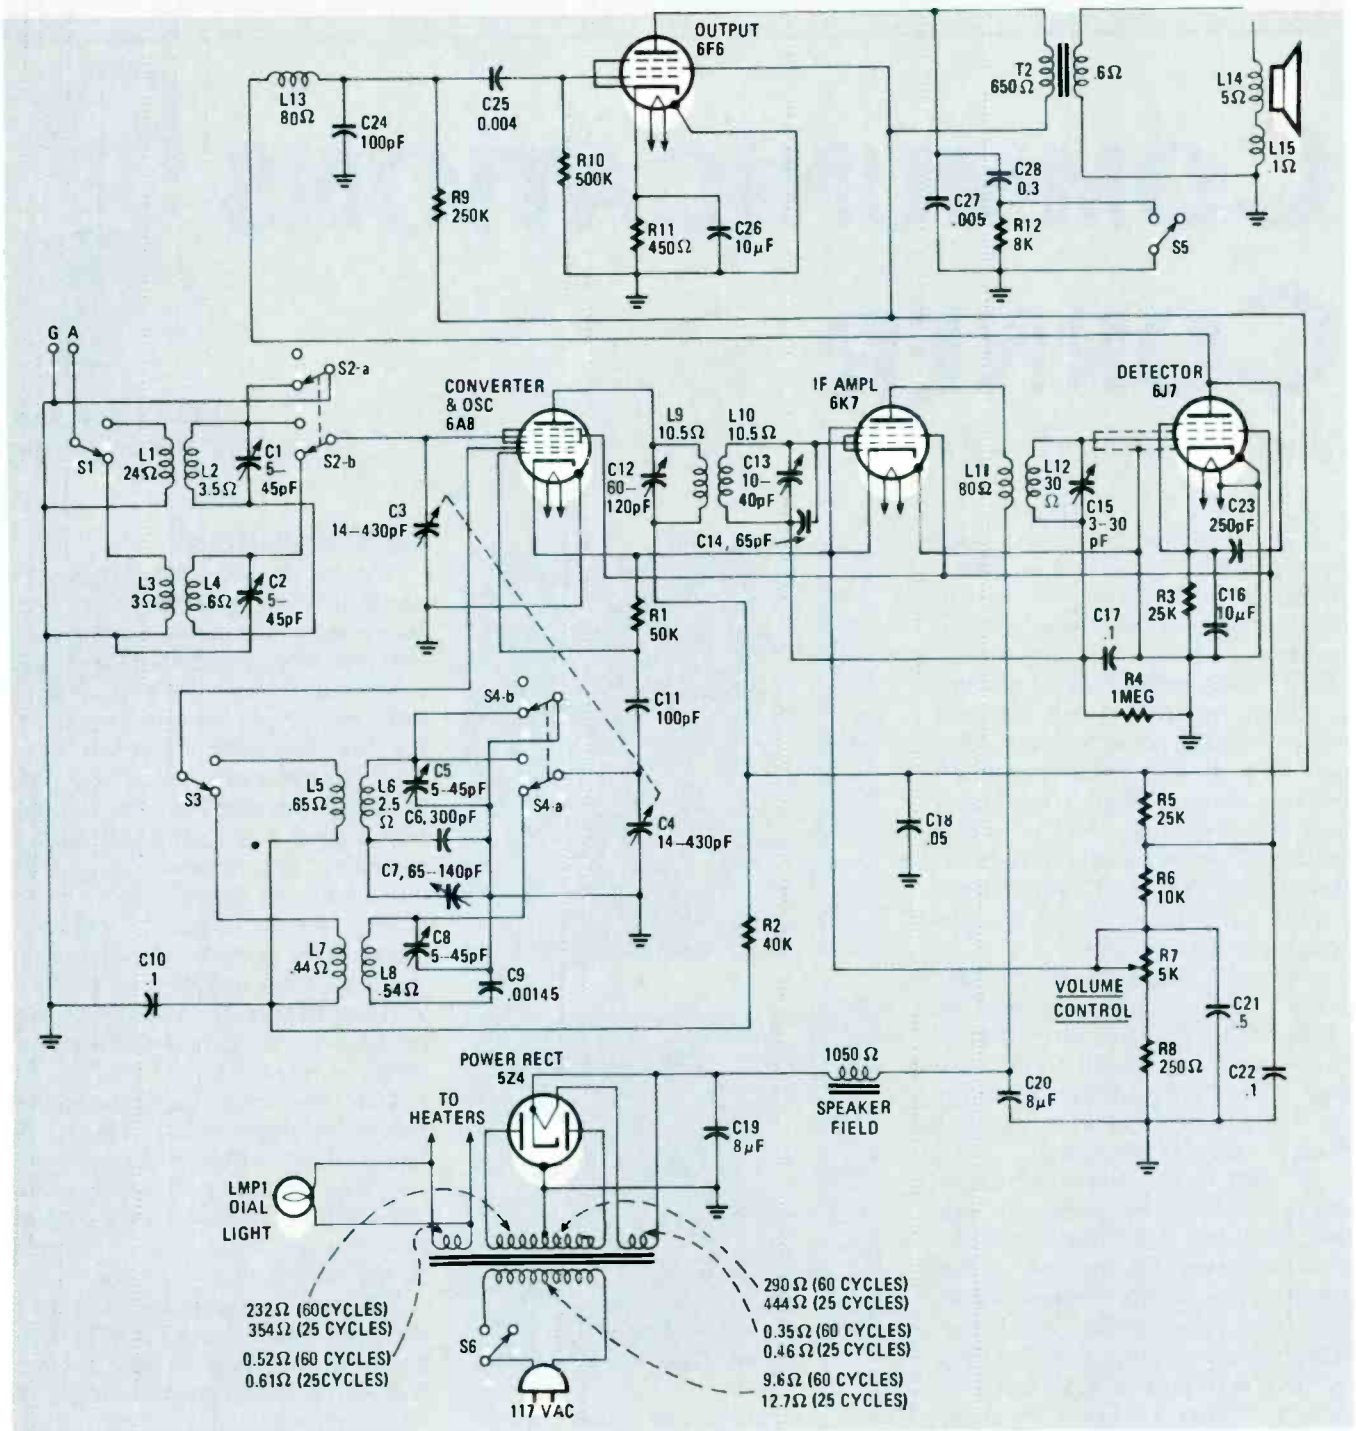 OUTPUT
6F6
L13
80Ω
C24
100pF
C25
0.004
R10
500K
R9
250K
R11
450Ω
C26
10µF
T2
650Ω
.6Ω
L14
5Ω
L15
.1Ω
C28
0.3
C27
.005
R12
8K
S5
G A
S2-a
S2-b
S1
L1
24Ω
L2
3.5Ω
C1
5–
45pF
L3
3Ω
L4
.6Ω
C2
5–
45pF
C3
14–430pF
CONVERTER
& OSC
6A8
C12
60–
120pF
L9
10.5Ω
L10
10.5Ω
C13
10–
40pF
C14, 65pF
IF AMPL
6K7
L11
80Ω
L12
30
Ω
C15
3–30
pF
DETECTOR
6J7
C23
250pF
R3
25K
C16
10µF
C17
.1
R4
1MEG
R1
50K
C11
100pF
S4-b
S4-a
S3
L5
.65Ω
L6
2.5
Ω
C5
5–45pF
C6, 300pF
C7, 65–140pF
C4
14–430pF
L7
.44Ω
L8
.54Ω
C8
5–45pF
C9
.00145
C10
.1
R2
40K
C18
.05
R5
25K
R6
10K
R7
5K
VOLUME
CONTROL
R8
250Ω
C21
.5
C22
.1
POWER RECT
5Z4
TO
HEATERS
1050 Ω
SPEAKER
FIELD
C19
8µF
C20
8µF
LMP1
DIAL
LIGHT
232Ω (60CYCLES)
354Ω (25 CYCLES)
0.52Ω (60 CYCLES)
0.61Ω (25CYCLES)
290Ω (60 CYCLES)
444Ω (25 CYCLES)
0.35Ω (60 CYCLES)
0.46Ω (25 CYCLES)
9.6Ω (60 CYCLES)
12.7Ω (25 CYCLES)
S6
117 VAC